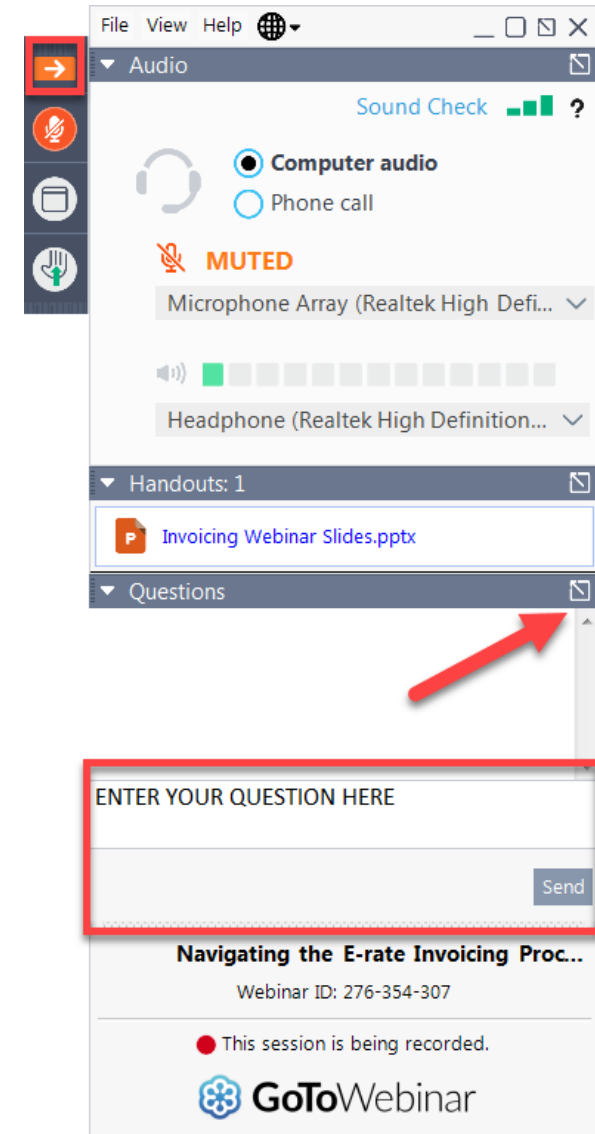 File View Help
Audio
Sound Check ?
Computer audio
Phone call
MUTED
Microphone Array (Realtek High Defi...
Headphone (Realtek High Definition...
Handouts: 1
P Invoicing Webinar Slides.pptx
Questions
ENTER YOUR QUESTION HERE
Send
Navigating the E-rate Invoicing Proc...
Webinar ID: 276-354-307
This session is being recorded.
GoToWebinar